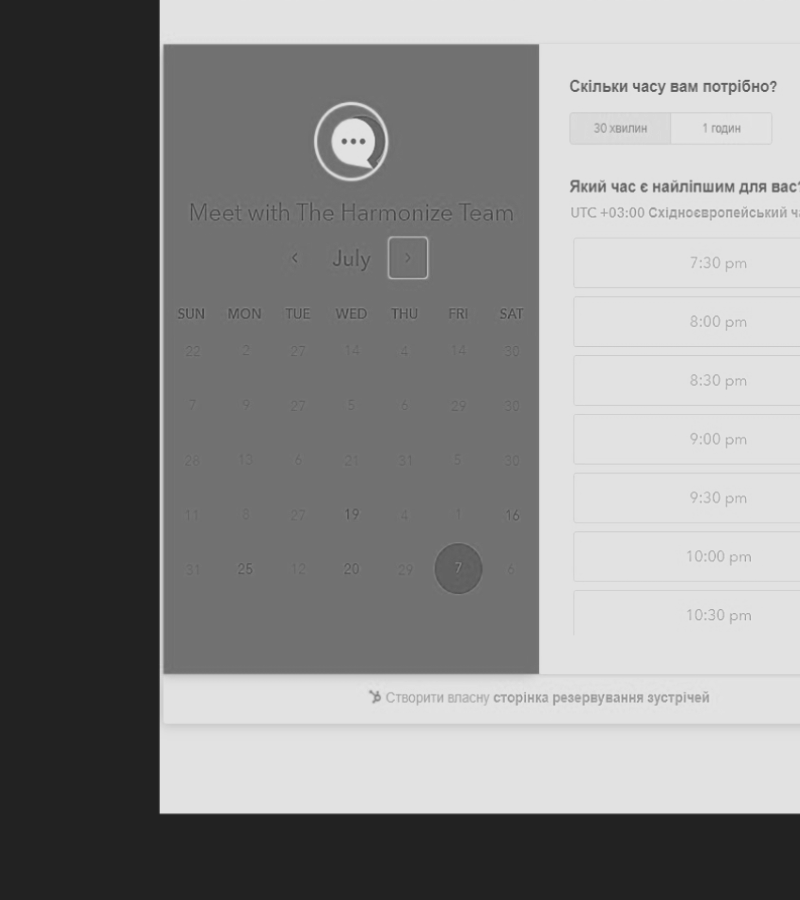 Meet with The Harmonize Team
July
SUN MON TUE WED THU FRI SAT
22 2 27 14 4 14 30
7 9 27 5 6 29 30
28 13 6 21 31 5 30
11 8 27 19 4 1 16
31 25 12 20 29 7 6
Скільки часу вам потрібно?
30 хвилин 1 годин
Який час є найліпшим для вас?
UTC +03:00 Східноєвропейський
7:30 pm
8:00 pm
8:30 pm
9:00 pm
9:30 pm
10:00 pm
10:30 pm
Створити власну сторінка резервування зустрічей